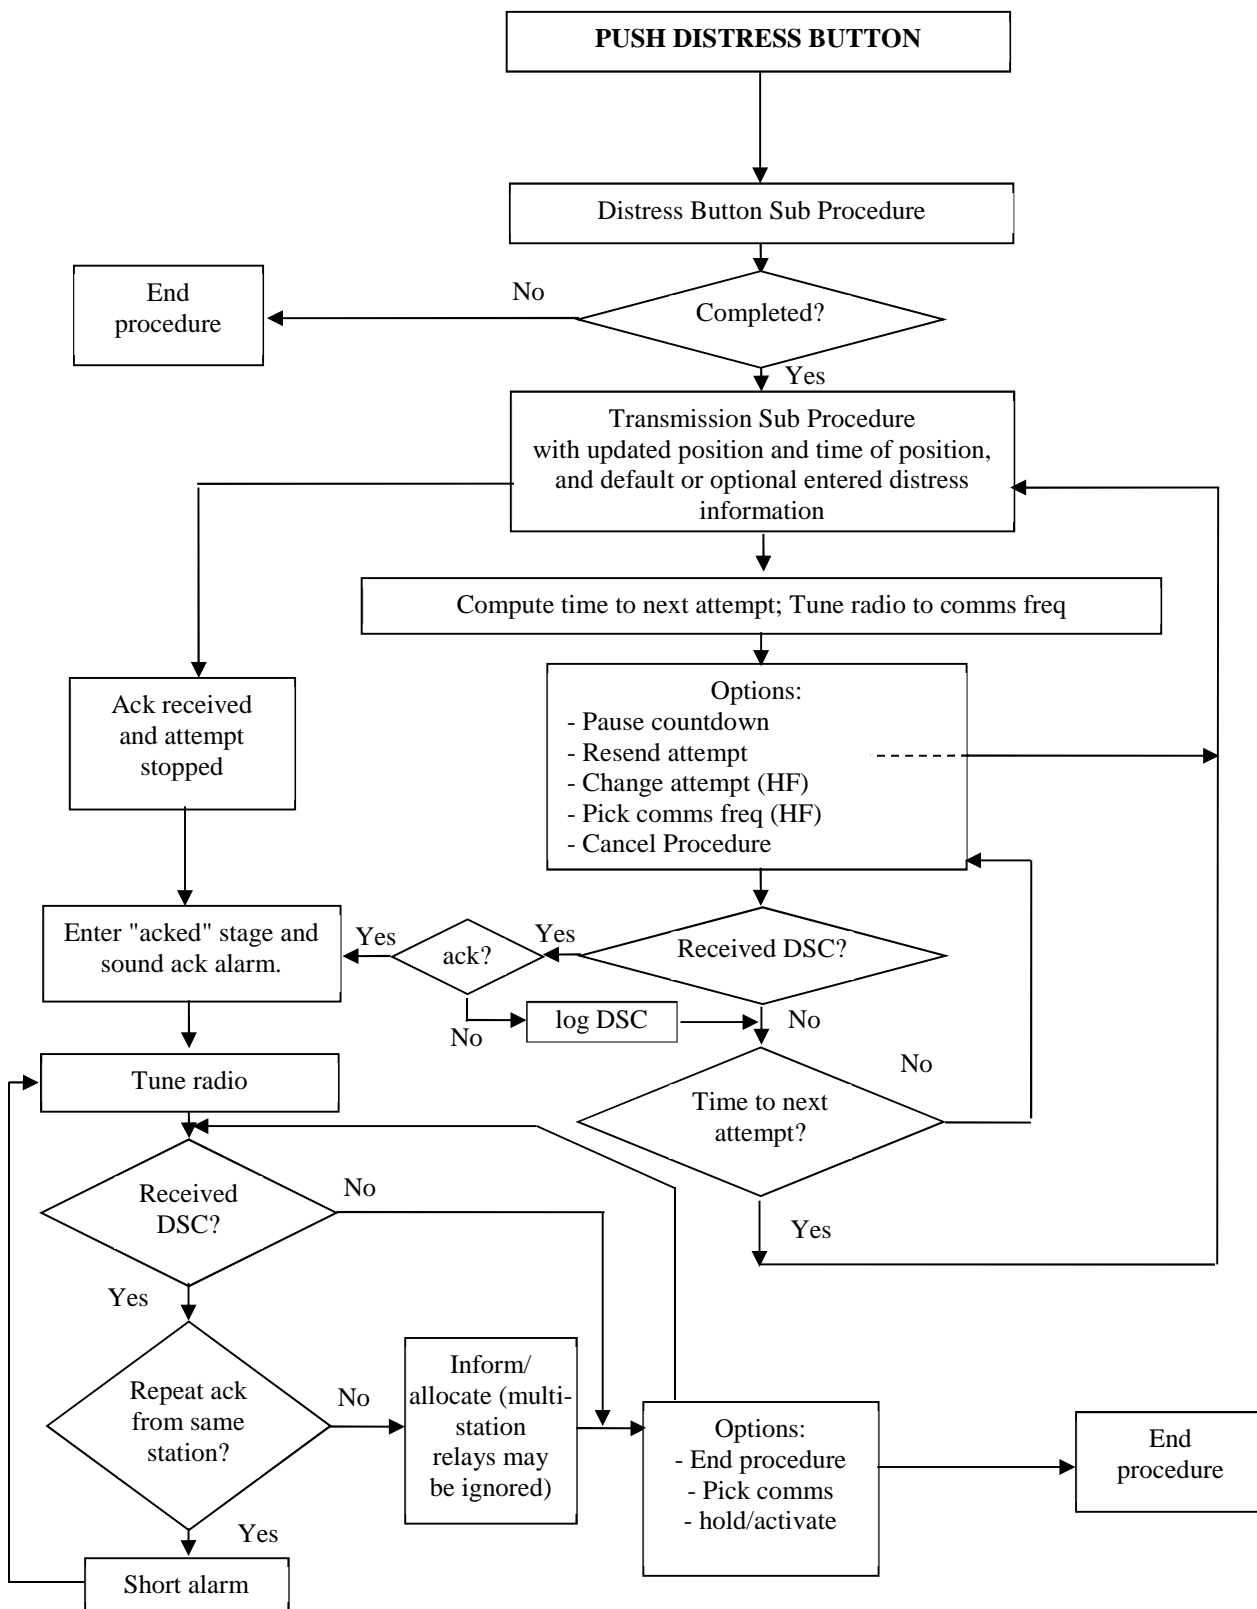 PUSH DISTRESS BUTTON
Distress Button Sub Procedure
End
procedure
No
Completed?
Yes
Transmission Sub Procedure
with updated position and time of position,
and default or optional entered distress
information
Compute time to next attempt; Tune radio to comms freq
Ack received
and attempt
stopped
Options:
- Pause countdown
- Resend attempt
- Change attempt (HF)
- Pick comms freq (HF)
- Cancel Procedure
Enter "acked" stage and
sound ack alarm.
Yes
ack?
Yes
Received DSC?
No
log DSC
No
Tune radio
Time to next
attempt?
No
Yes
Received
DSC?
No
Yes
Repeat ack
from same
station?
No
Inform/
allocate (multi-
station
relays may
be ignored)
Options:
- End procedure
- Pick comms
- hold/activate
End
procedure
Yes
Short alarm